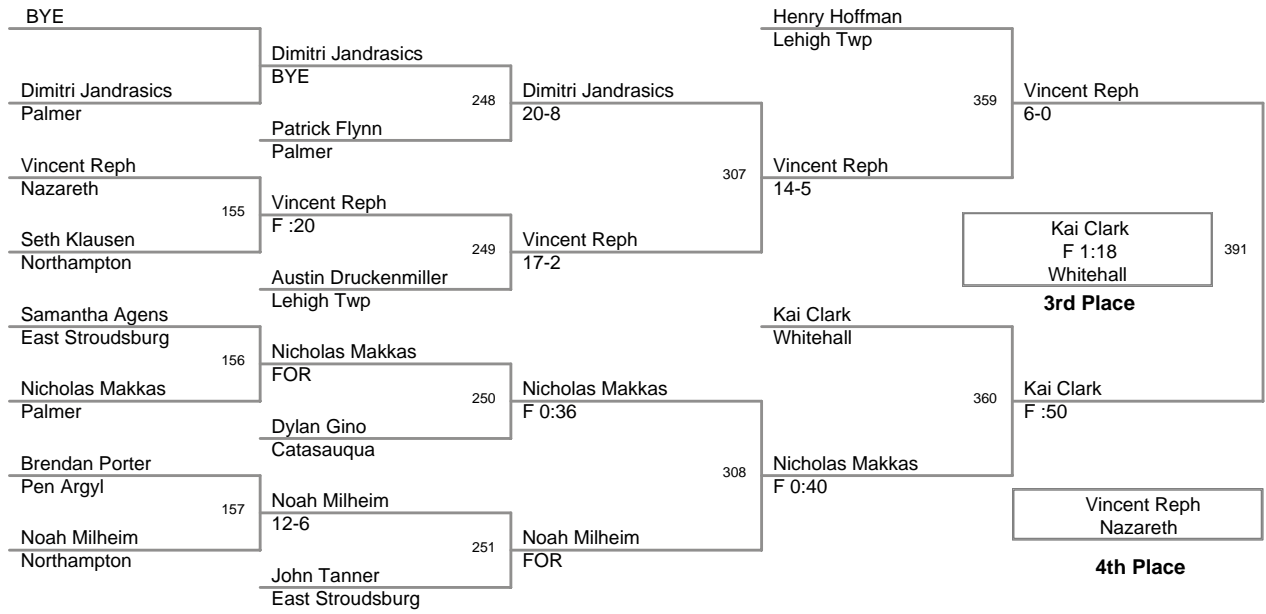 BYE
Dimitri Jandrasics
Palmer
Vincent Reph
Nazareth
Seth Klausen
Northampton
Samantha Agens
East Stroudsburg
Nicholas Makkas
Palmer
Brendan Porter
Pen Argyl
Noah Milheim
Northampton
155
156
157
Dimitri Jandrasics
BYE
Patrick Flynn
Palmer
Vincent Reph
F :20
Austin Druckenmiller
Lehigh Twp
Nicholas Makkas
FOR
Dylan Gino
Catasauqua
Noah Milheim
12-6
John Tanner
East Stroudsburg
248
249
250
251
Dimitri Jandrasics
20-8
Vincent Reph
17-2
Nicholas Makkas
F 0:36
Noah Milheim
FOR
307
308
Henry Hoffman
Lehigh Twp
Vincent Reph
14-5
Kai Clark
Whitehall
Nicholas Makkas
F 0:40
359
360
Vincent Reph
6-0
Kai Clark
F :50
391
Kai Clark
F 1:18
Whitehall
3rd Place
Vincent Reph
Nazareth
4th Place